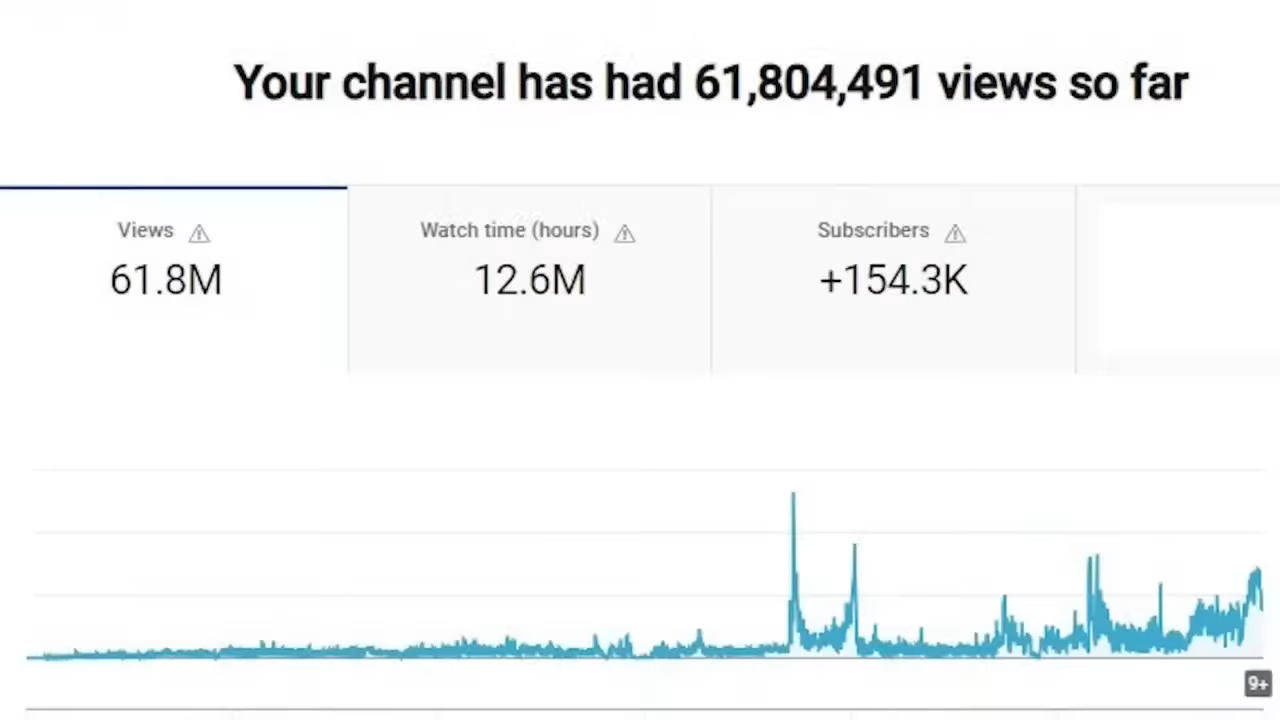 Your channel has had 61,804,491 views so far
Views
61.8M
Watch time (hours)
12.6M
Subscribers
+154.3K
9+